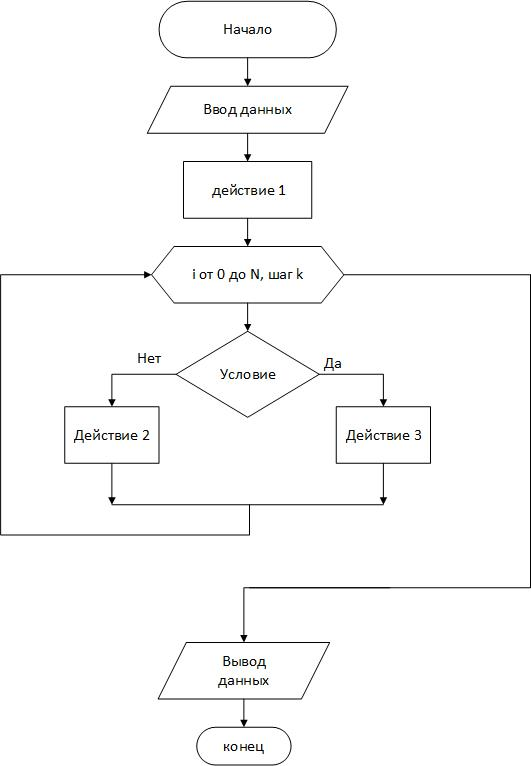 Начало
Ввод данных
действие 1
i от 0 до N, шаг k
Нет
Условие
Да
Действие 2
Действие 3
Вывод
данных
конец